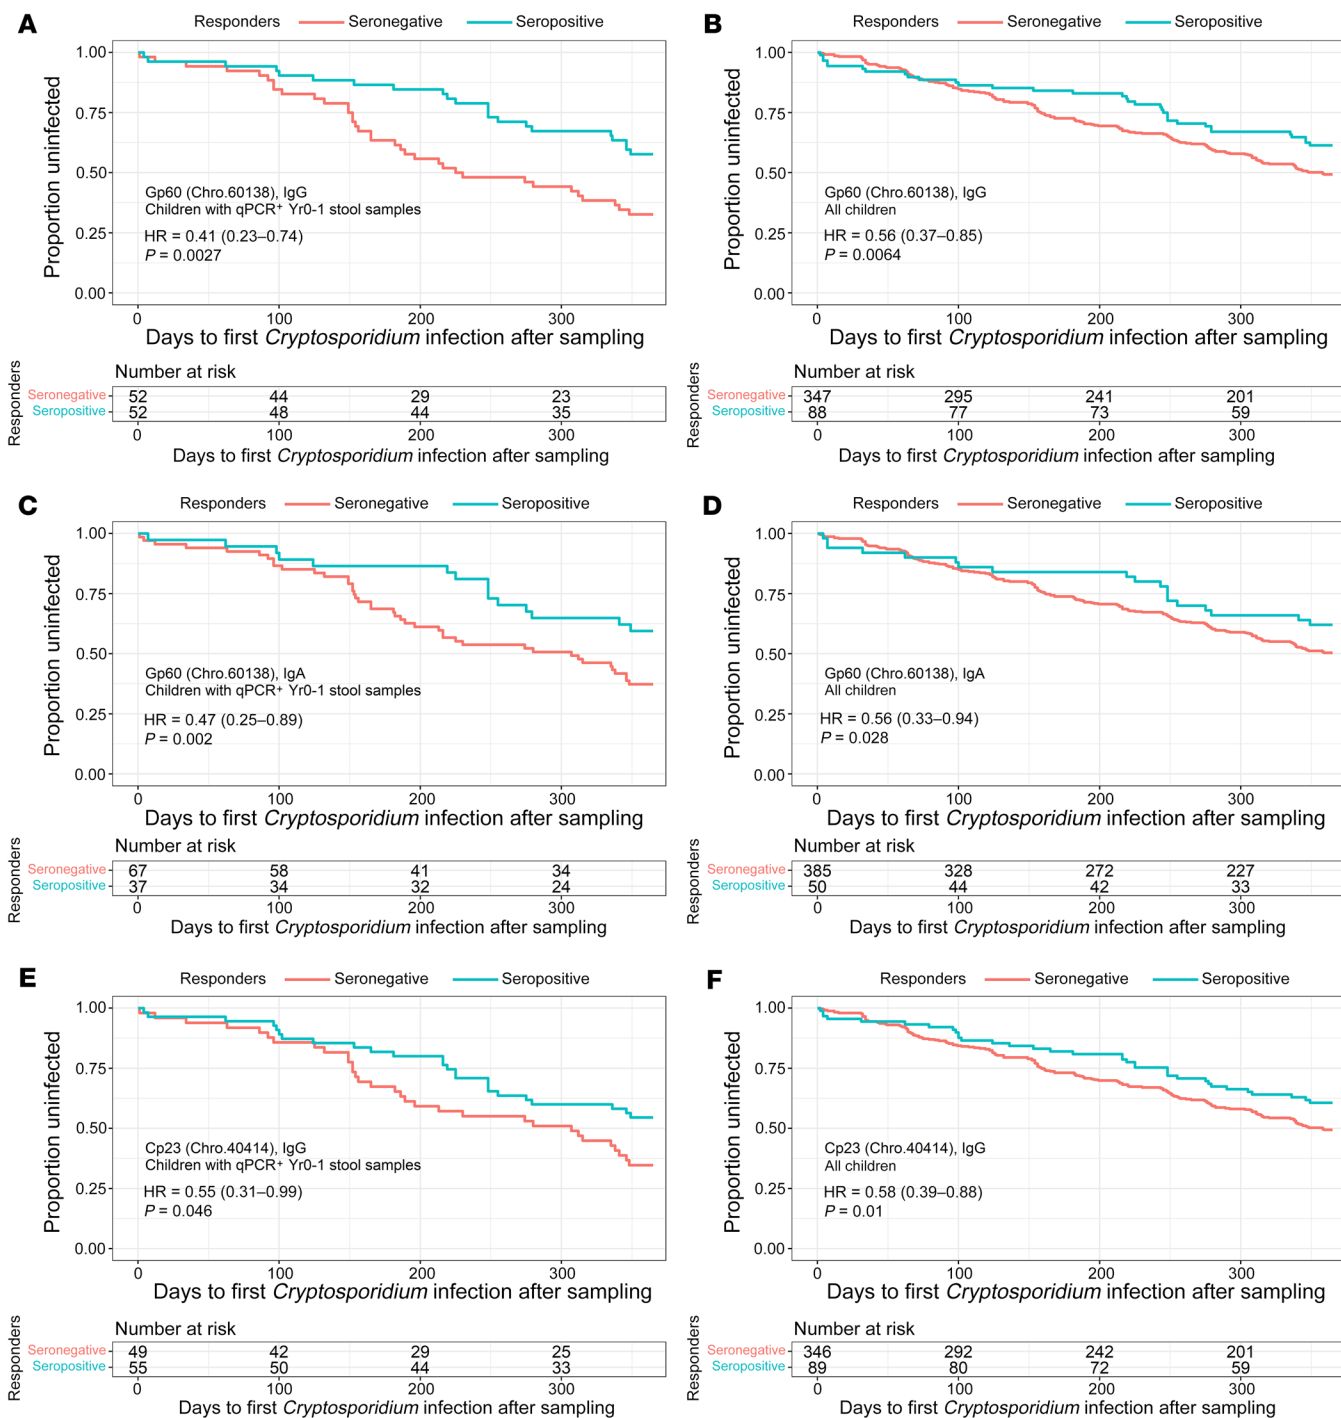 A
Responders Seronegative Seropositive
1.00
0.75
0.50
0.25
0.00
Proportion uninfected
Gp60 (Chro.60138), IgG
Children with qPCR⁺ Yr0-1 stool samples
HR = 0.41 (0.23–0.74)
P = 0.0027
0 100 200 300
Days to first Cryptosporidium infection after sampling
Number at risk
Responders
Seronegative 52 44 29 23
Seropositive 52 48 44 35
0 100 200 300
Days to first Cryptosporidium infection after sampling
B
Responders Seronegative Seropositive
1.00
0.75
0.50
0.25
0.00
Proportion uninfected
Gp60 (Chro.60138), IgG
All children
HR = 0.56 (0.37–0.85)
P = 0.0064
0 100 200 300
Days to first Cryptosporidium infection after sampling
Number at risk
Responders
Seronegative 347 295 241 201
Seropositive 88 77 73 59
0 100 200 300
Days to first Cryptosporidium infection after sampling
C
Responders Seronegative Seropositive
1.00
0.75
0.50
0.25
0.00
Proportion uninfected
Gp60 (Chro.60138), IgA
Children with qPCR⁺ Yr0-1 stool samples
HR = 0.47 (0.25–0.89)
P = 0.002
0 100 200 300
Days to first Cryptosporidium infection after sampling
Number at risk
Responders
Seronegative 67 58 41 34
Seropositive 37 34 32 24
0 100 200 300
Days to first Cryptosporidium infection after sampling
D
Responders Seronegative Seropositive
1.00
0.75
0.50
0.25
0.00
Proportion uninfected
Gp60 (Chro.60138), IgA
All children
HR = 0.56 (0.33–0.94)
P = 0.028
0 100 200 300
Days to first Cryptosporidium infection after sampling
Number at risk
Responders
Seronegative 385 328 272 227
Seropositive 50 44 42 33
0 100 200 300
Days to first Cryptosporidium infection after sampling
E
Responders Seronegative Seropositive
1.00
0.75
0.50
0.25
0.00
Proportion uninfected
Cp23 (Chro.40414), IgG
Children with qPCR⁺ Yr0-1 stool samples
HR = 0.55 (0.31–0.99)
P = 0.046
0 100 200 300
Days to first Cryptosporidium infection after sampling
Number at risk
Responders
Seronegative 49 42 29 25
Seropositive 55 50 44 33
0 100 200 300
Days to first Cryptosporidium infection after sampling
F
Responders Seronegative Seropositive
1.00
0.75
0.50
0.25
0.00
Proportion uninfected
Cp23 (Chro.40414), IgG
All children
HR = 0.58 (0.39–0.88)
P = 0.01
0 100 200 300
Days to first Cryptosporidium infection after sampling
Number at risk
Responders
Seronegative 346 292 242 201
Seropositive 89 80 72 59
0 100 200 300
Days to first Cryptosporidium infection after sampling